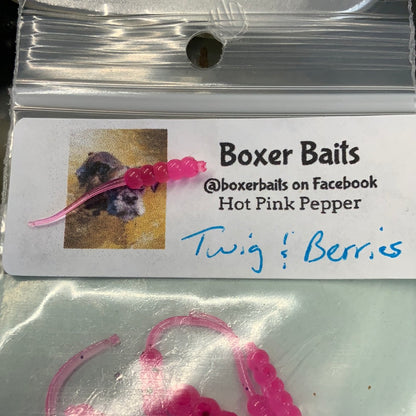 Boxer Baits
@boxerbaits on Facebook
Hot Pink Pepper
Twig & Berries